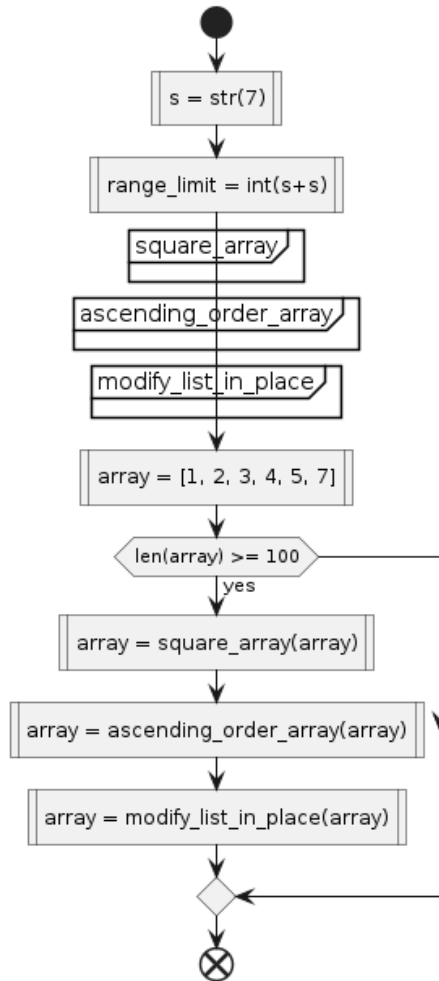 s = str(7)
range_limit = int(s+s)
square_array
ascending_order_array
modify_list_in_place
array = [1, 2, 3, 4, 5, 7]
len(array) >= 100
yes
array = square_array(array)
array = ascending_order_array(array)
array = modify_list_in_place(array)